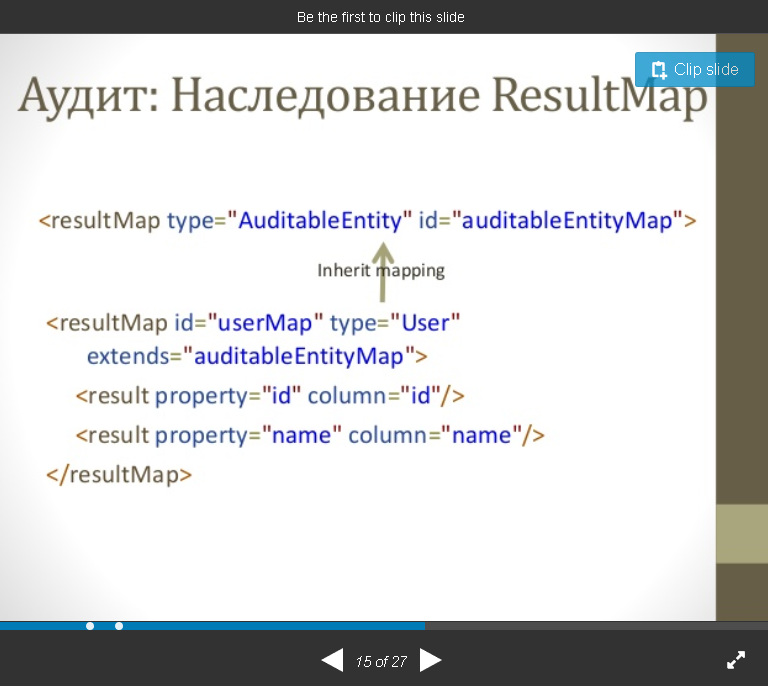 Be the first to clip this slide
Clip slide
Аудит: Наследование ResultMap
<resultMap type="AuditableEntity" id="auditableEntityMap">
Inherit mapping
<resultMap id="userMap" type="User"
extends="auditableEntityMap">
<result property="id" column="id"/>
<result property="name" column="name"/>
</resultMap>
15 of 27